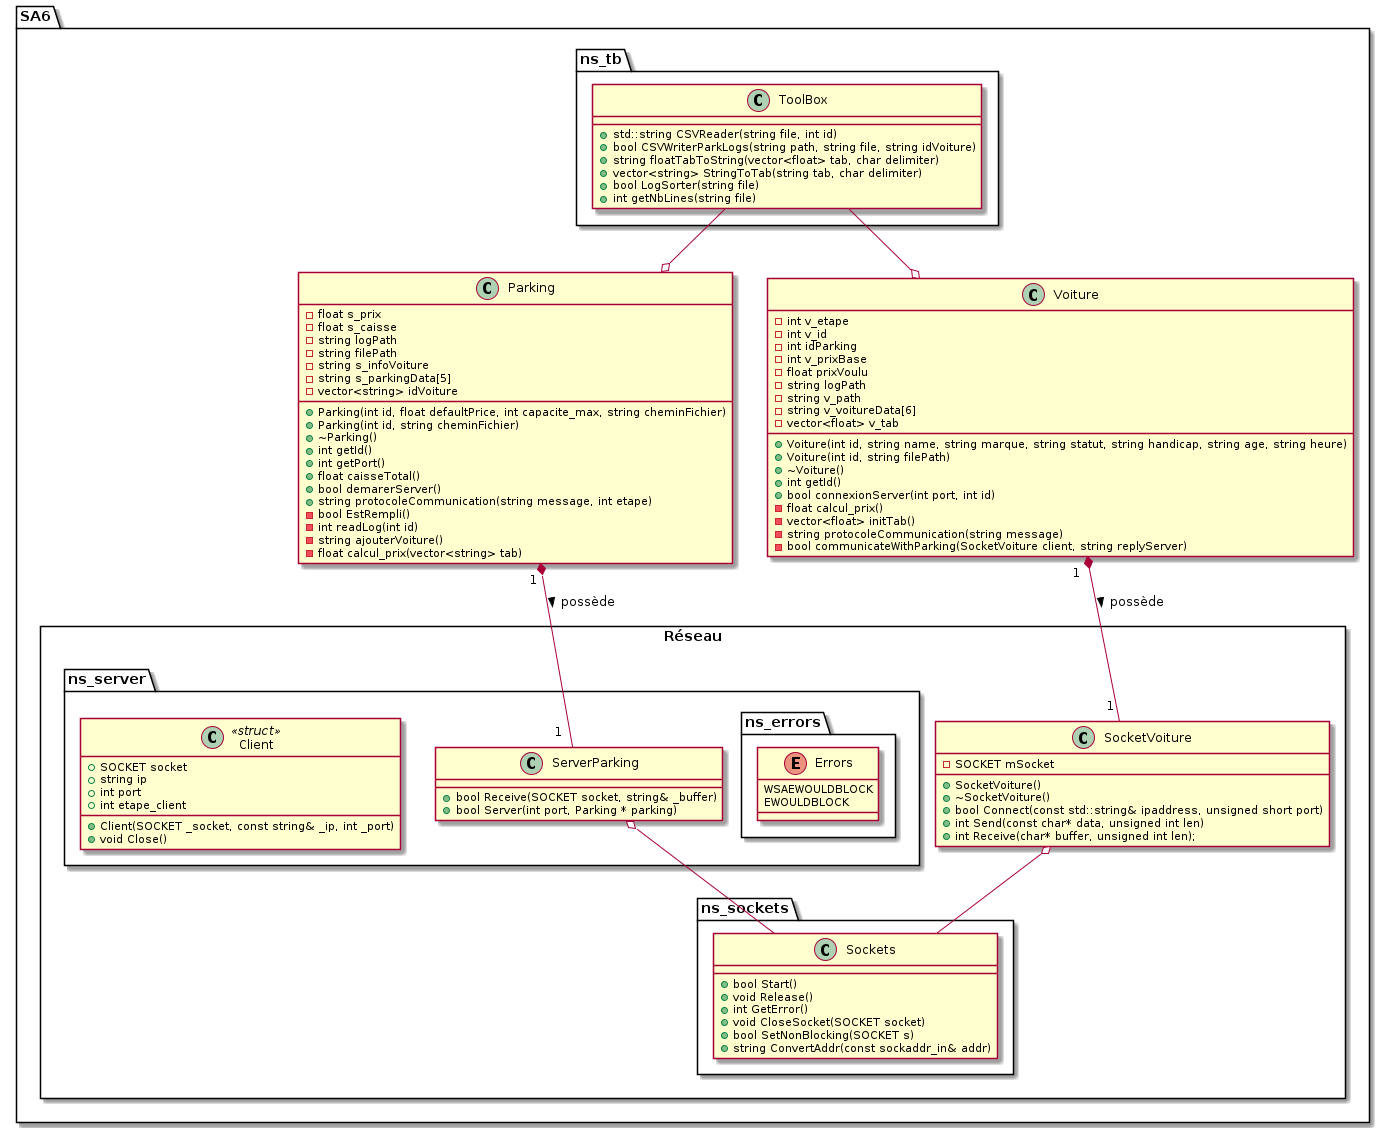 SA6
ns_tb
C ToolBox
std::string CSVReader(string file, int id)
bool CSVWriterParkLogs(string path, string file, string idVoiture)
string floatTabToString(vector<float> tab, char delimiter)
vector<string> StringToTab(string tab, char delimiter)
bool LogSorter(string file)
int getNbLines(string file)
C Parking
float s_prix
float s_caisse
string logPath
string filePath
string s_infoVoiture
string s_parkingData[5]
vector<string> idVoiture
Parking(int id, float defaultPrice, int capacite_max, string cheminFichier)
Parking(int id, string cheminFichier)
~Parking()
int getId()
int getPort()
float caisseTotal()
bool demarerServer()
string protocoleCommunication(string message, int etape)
bool EstRempli()
int readLog(int id)
string ajouterVoiture()
float calcul_prix(vector<string> tab)
C Voiture
int v_etape
int v_id
int idParking
int v_prixBase
float prixVoulu
string logPath
string v_path
string v_voitureData[6]
vector<float> v_tab
Voiture(int id, string name, string marque, string statut, string handicap, string age, string heure)
Voiture(int id, string filePath)
~Voiture()
int getId()
bool connexionServer(int port, int id)
float calcul_prix()
vector<float> initTab()
string protocoleCommunication(string message)
bool communicateWithParking(SocketVoiture client, string replyServer)
1
possède
1
1
possède
1
Réseau
ns_server
C «struct»
Client
SOCKET socket
string ip
int port
int etape_client
Client(SOCKET _socket, const string& _ip, int _port)
void Close()
C ServerParking
bool Receive(SOCKET socket, string& _buffer)
bool Server(int port, Parking * parking)
ns_errors
E Errors
WSAEWOULDBLOCK
EWOULDBLOCK
C SocketVoiture
SOCKET mSocket
SocketVoiture()
~SocketVoiture()
bool Connect(const std::string& ipaddress, unsigned short port)
int Send(const char* data, unsigned int len)
int Receive(char* buffer, unsigned int len);
ns_sockets
C Sockets
bool Start()
void Release()
int GetError()
void CloseSocket(SOCKET socket)
bool SetNonBlocking(SOCKET s)
string ConvertAddr(const sockaddr_in& addr)